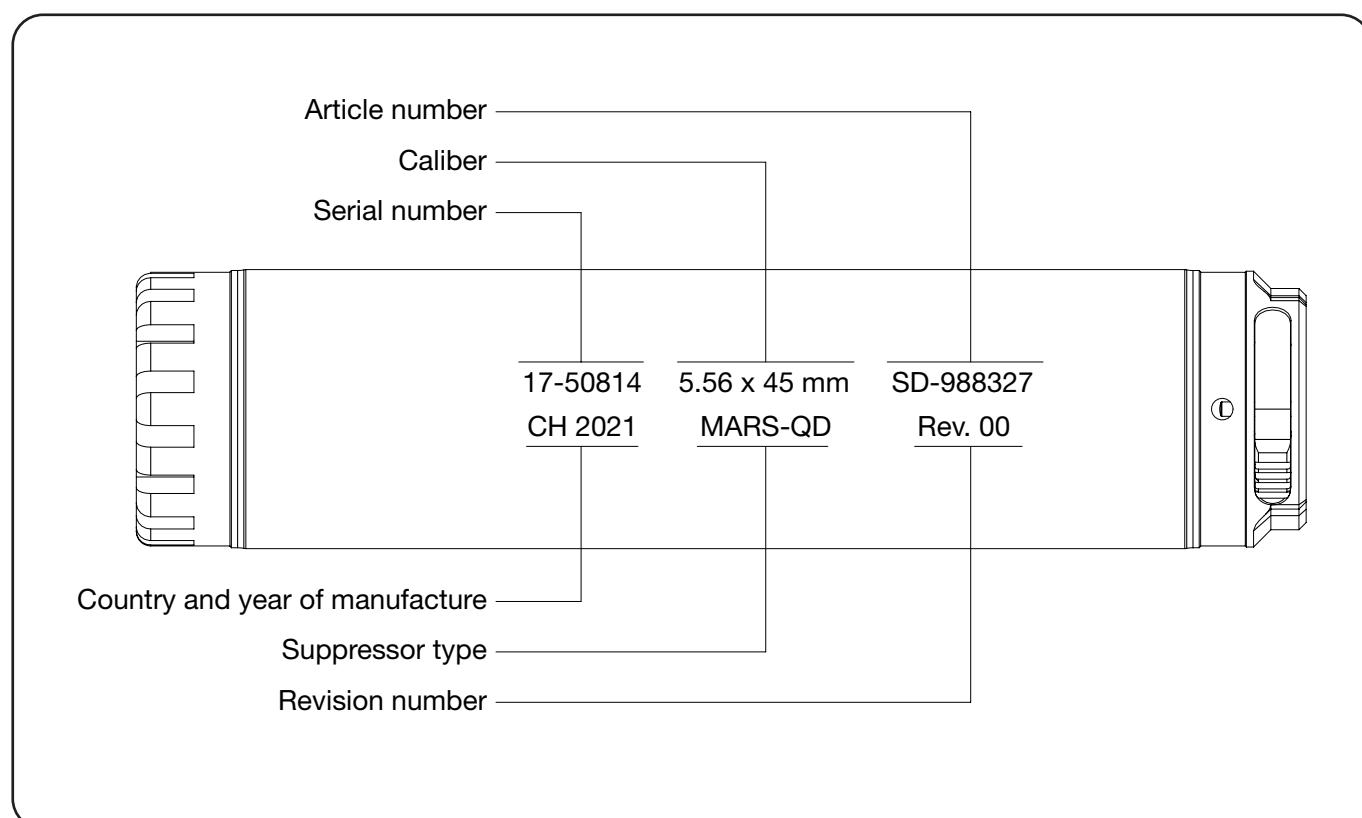 Article number
Caliber
Serial number
17-50814 5.56 x 45 mm SD-988327
CH 2021 MARS-QD Rev. 00
Country and year of manufacture
Suppressor type
Revision number